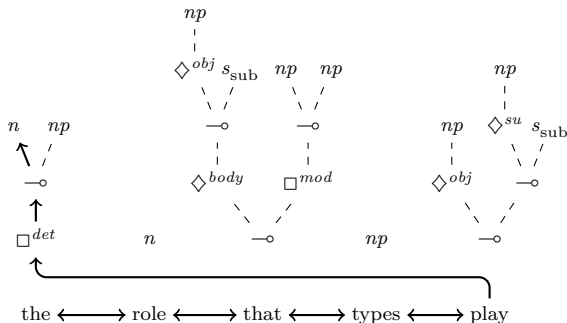 np
◇obj s_sub np np np
n np ⊸ ⊸ np ◇su s_sub
⊸ ◇body □mod ◇obj ⊸
□det n ⊸ np ⊸
the role that types play